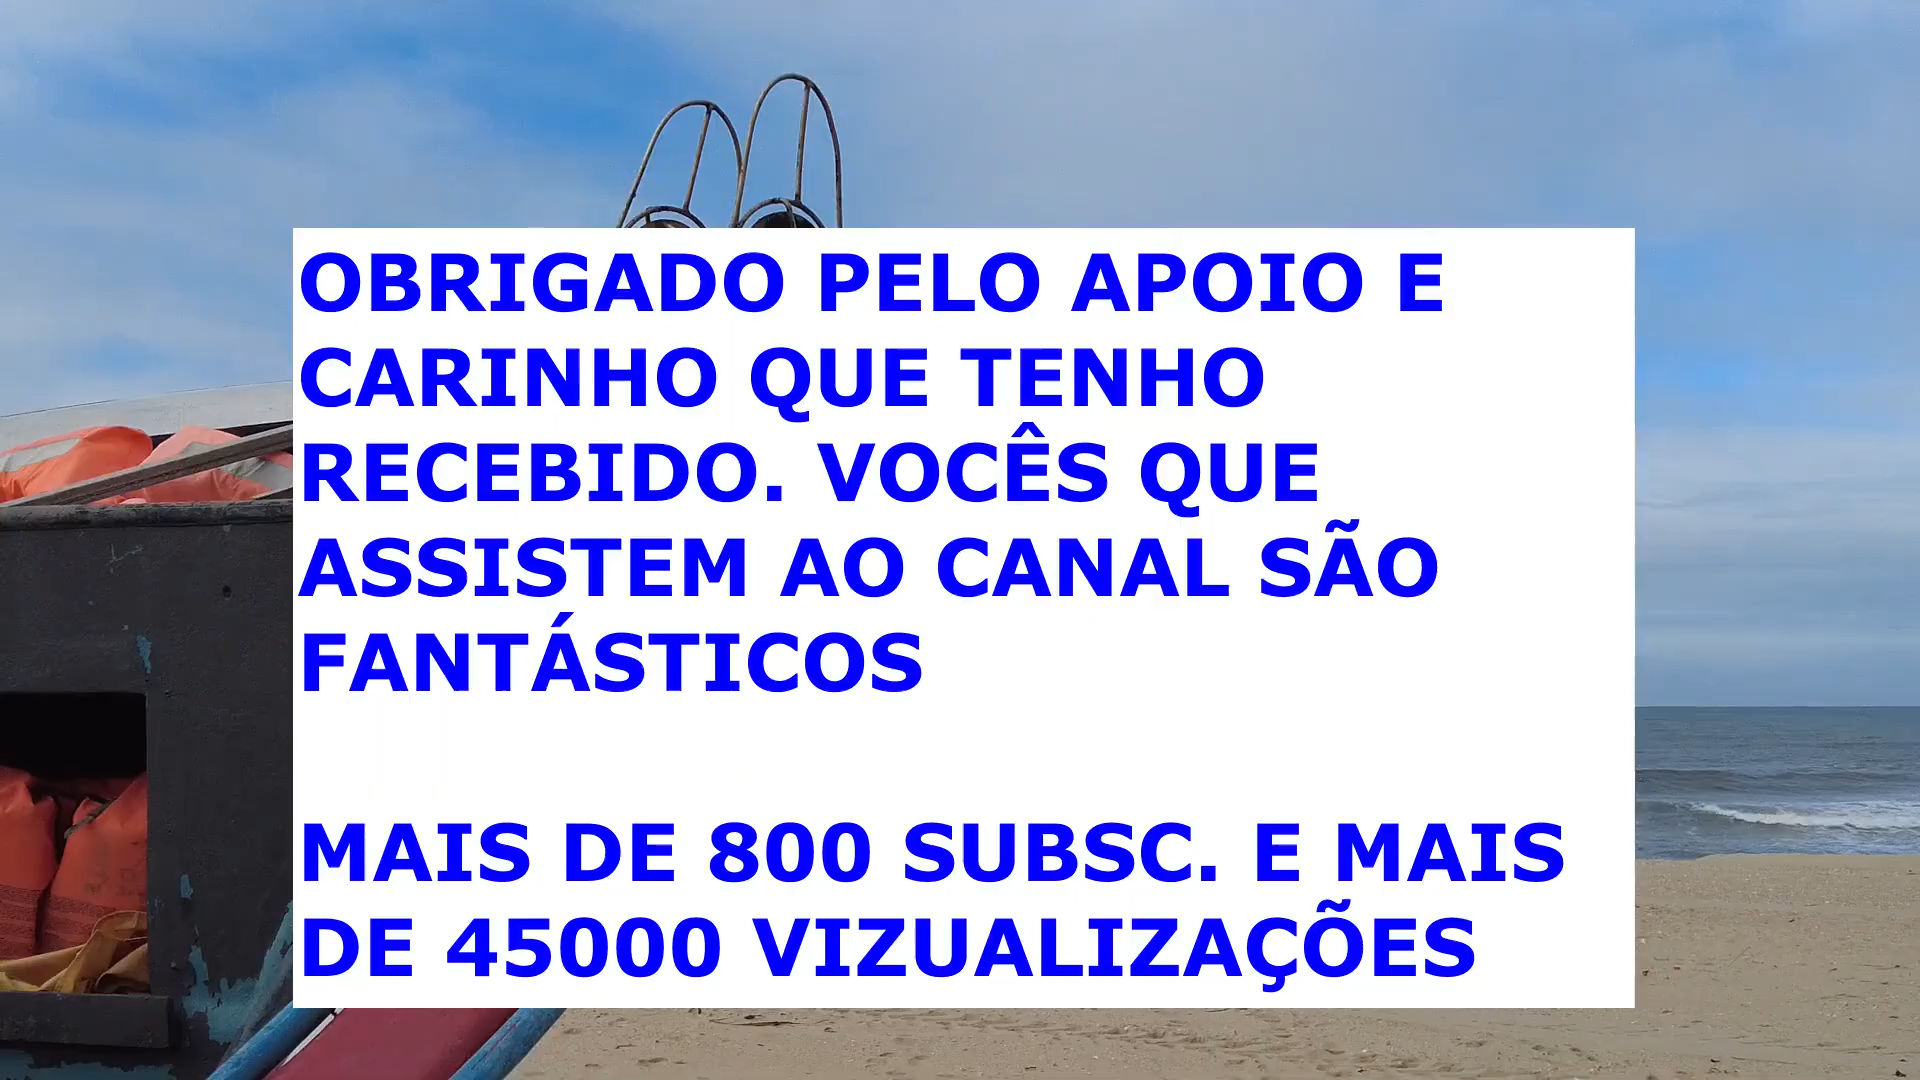 OBRIGADO PELO APOIO E
CARINHO QUE TENHO
RECEBIDO. VOCÊS QUE
ASSISTEM AO CANAL SÃO
FANTÁSTICOS
MAIS DE 800 SUBSC. E MAIS
DE 45000 VIZUALIZAÇÕES